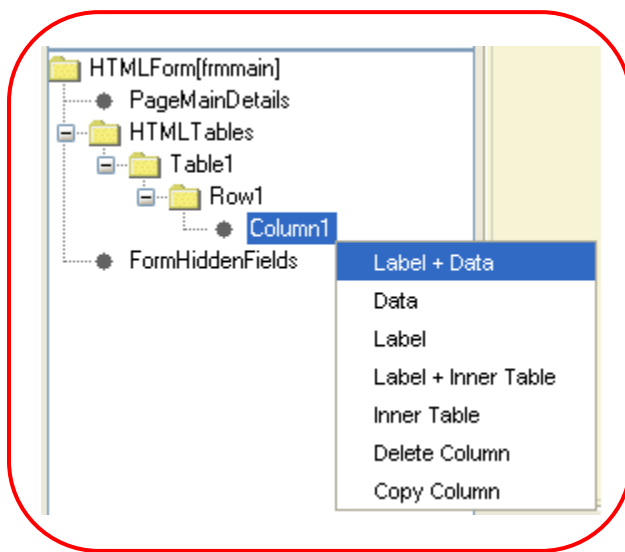 HTMLForm[frmmain]
PageMainDetails
HTMLTables
Table1
Row1
Column1
FormHiddenFields
Label + Data
Data
Label
Label + Inner Table
Inner Table
Delete Column
Copy Column